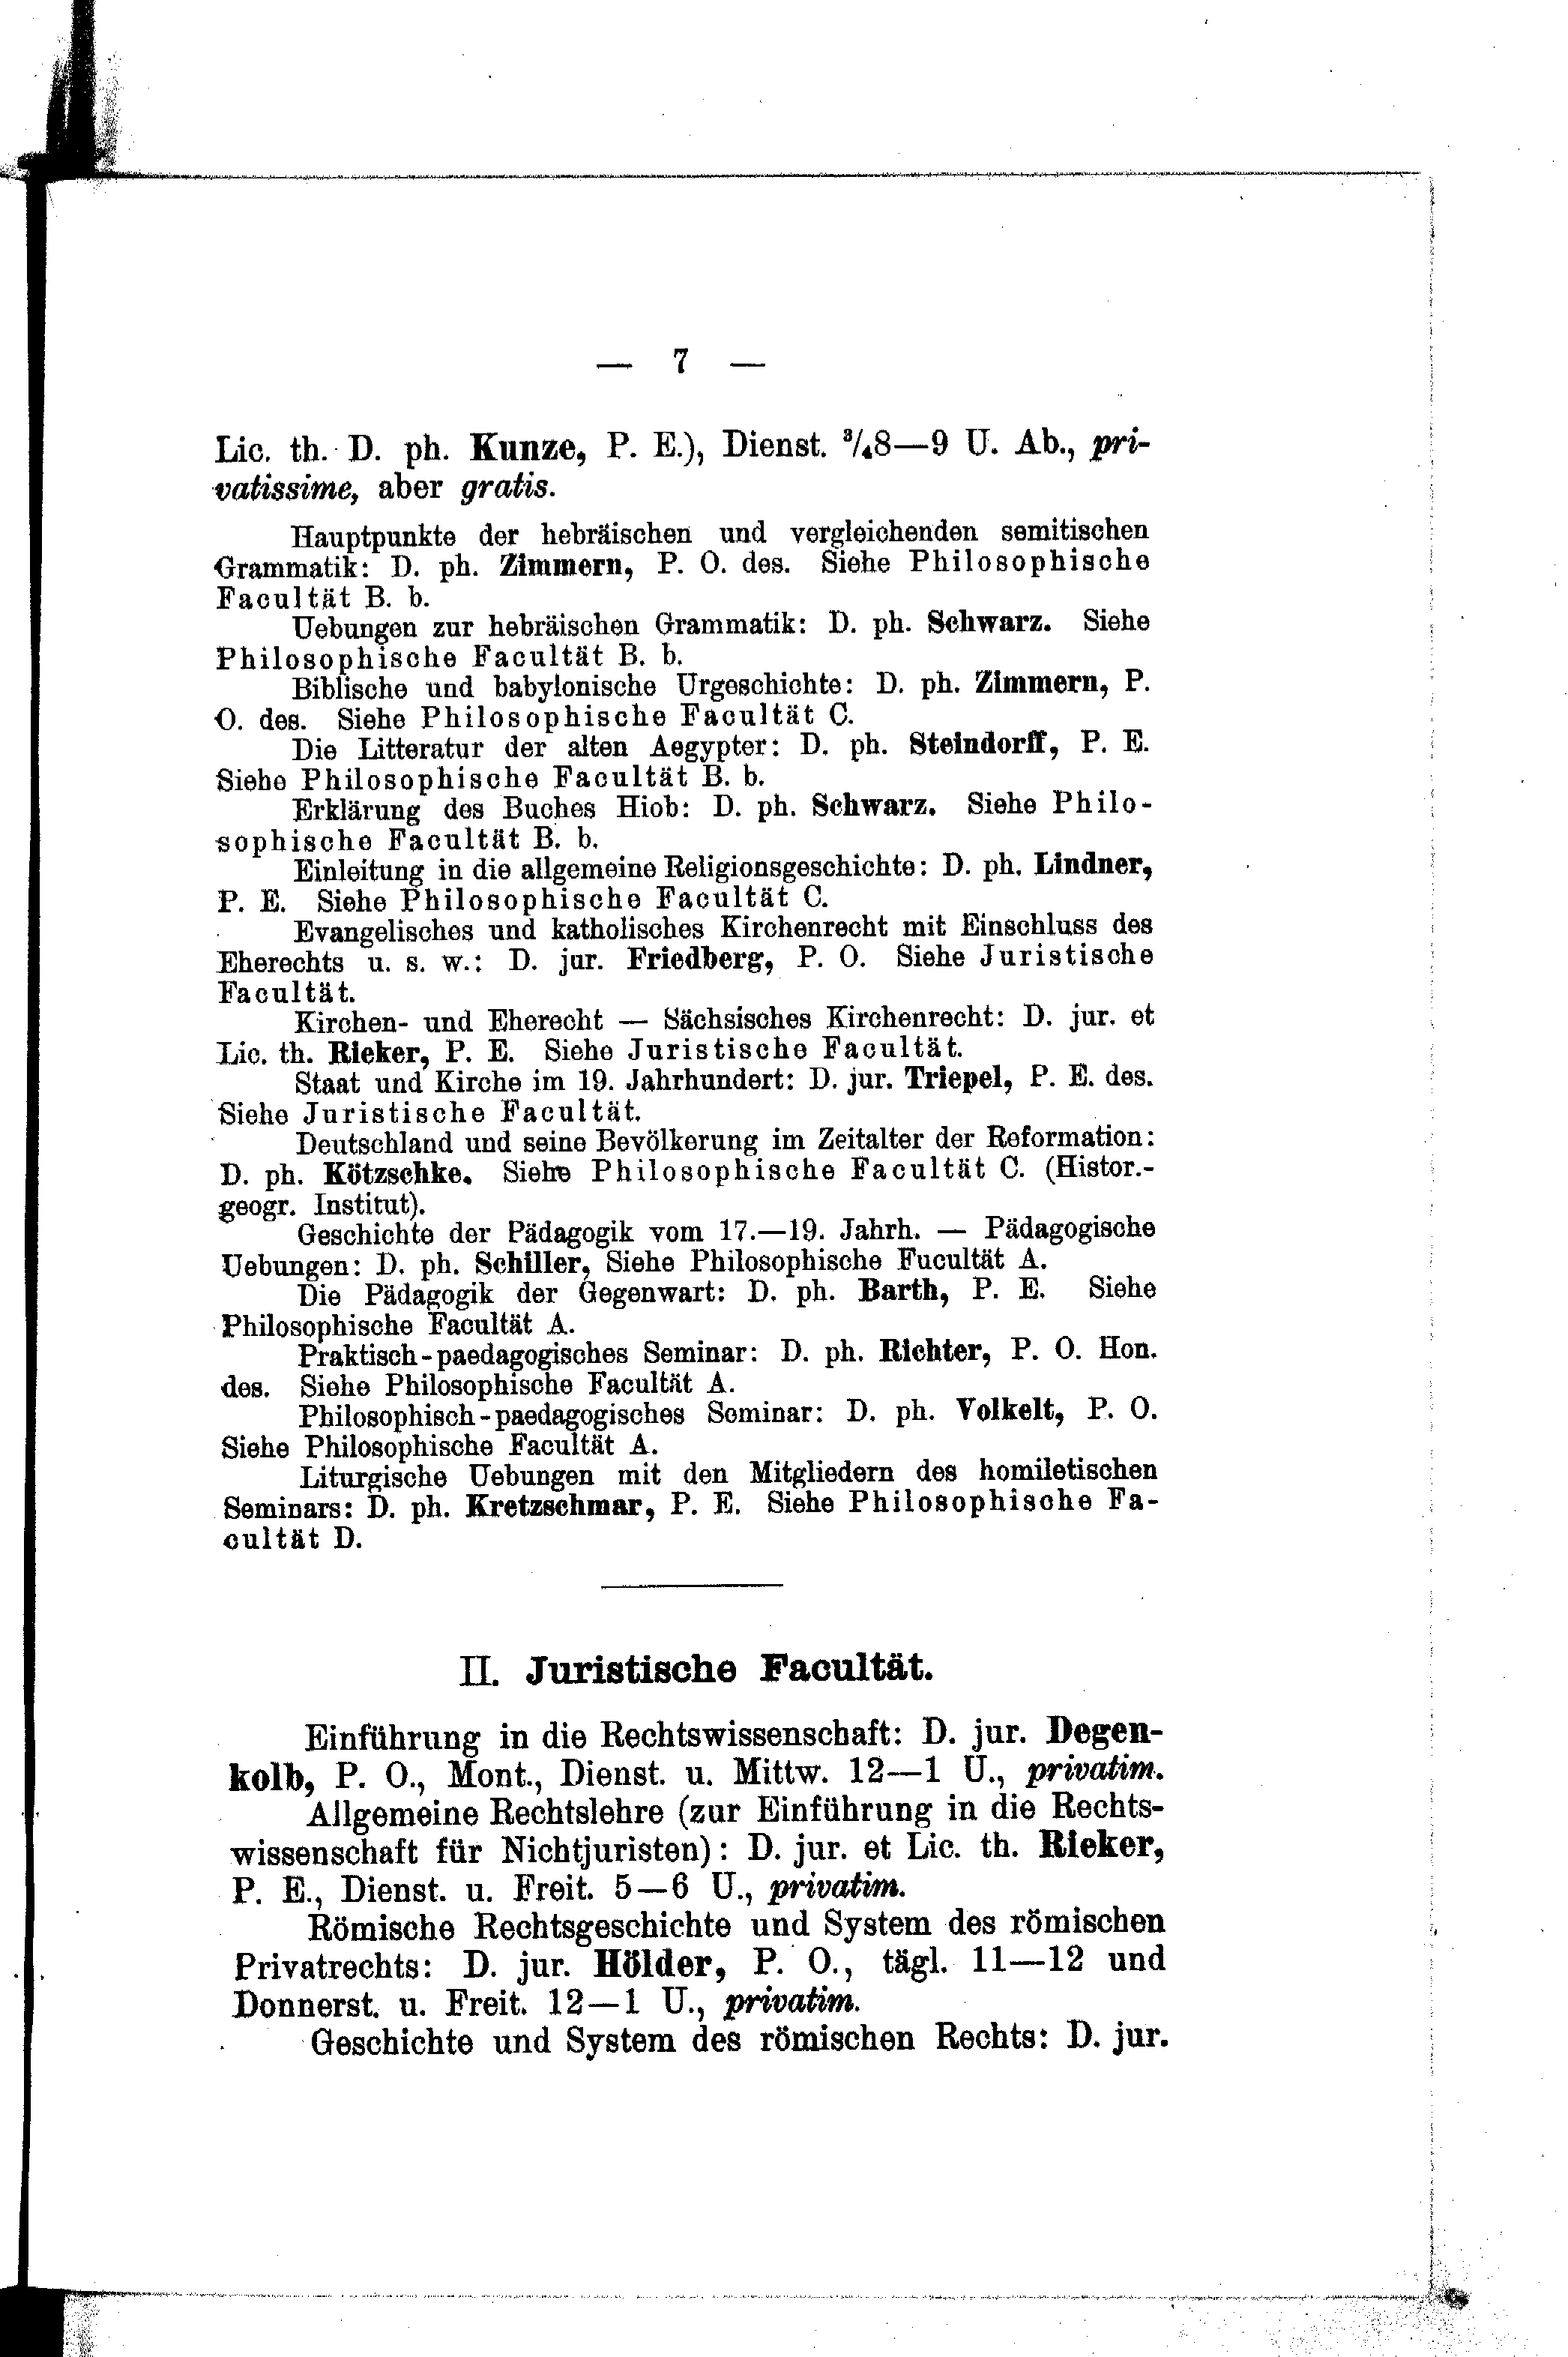 — 7 —
Lic. th. D. ph. Kunze, P. E.), Dienst. ³/₄8—9 U. Ab., pri-
vatissime, aber gratis.
Hauptpunkte der hebräischen und vergleichenden semitischen
Grammatik: D. ph. Zimmern, P. O. des. Siehe Philosophische
Facultät B. b.
Uebungen zur hebräischen Grammatik: D. ph. Schwarz. Siehe
Philosophische Facultät B. b.
Biblische und babylonische Urgeschichte: D. ph. Zimmern, P.
O. des. Siehe Philosophische Facultät C.
Die Litteratur der alten Aegypter: D. ph. Steindorff, P. E.
Siehe Philosophische Facultät B. b.
Erklärung des Buches Hiob: D. ph. Schwarz. Siehe Philo-
sophische Facultät B. b.
Einleitung in die allgemeine Religionsgeschichte: D. ph. Lindner,
P. E. Siehe Philosophische Facultät C.
Evangelisches und katholisches Kirchenrecht mit Einschluss des
Eherechts u. s. w.: D. jur. Friedberg, P. O. Siehe Juristische
Facultät.
Kirchen- und Eherecht — Sächsisches Kirchenrecht: D. jur. et
Lic. th. Rieker, P. E. Siehe Juristische Facultät.
Staat und Kirche im 19. Jahrhundert: D. jur. Triepel, P. E. des.
Siehe Juristische Facultät.
Deutschland und seine Bevölkerung im Zeitalter der Reformation:
D. ph. Kötzschke. Siehe Philosophische Facultät C. (Histor.-
geogr. Institut).
Geschichte der Pädagogik vom 17.—19. Jahrh. — Pädagogische
Uebungen: D. ph. Schiller, Siehe Philosophische Fucultät A.
Die Pädagogik der Gegenwart: D. ph. Barth, P. E. Siehe
Philosophische Facultät A.
Praktisch-paedagogisches Seminar: D. ph. Richter, P. O. Hon.
des. Siehe Philosophische Facultät A.
Philosophisch-paedagogisches Seminar: D. ph. Volkelt, P. O.
Siehe Philosophische Facultät A.
Liturgische Uebungen mit den Mitgliedern des homiletischen
Seminars: D. ph. Kretzschmar, P. E. Siehe Philosophische Fa-
cultät D.
II. Juristische Facultät.
Einführung in die Rechtswissenschaft: D. jur. Degen-
kolb, P. O., Mont., Dienst. u. Mittw. 12—1 U., privatim.
Allgemeine Rechtslehre (zur Einführung in die Rechts-
wissenschaft für Nichtjuristen): D. jur. et Lic. th. Rieker,
P. E., Dienst. u. Freit. 5—6 U., privatim.
Römische Rechtsgeschichte und System des römischen
Privatrechts: D. jur. Hölder, P. O., tägl. 11—12 und
Donnerst. u. Freit. 12—1 U., privatim.
Geschichte und System des römischen Rechts: D. jur.